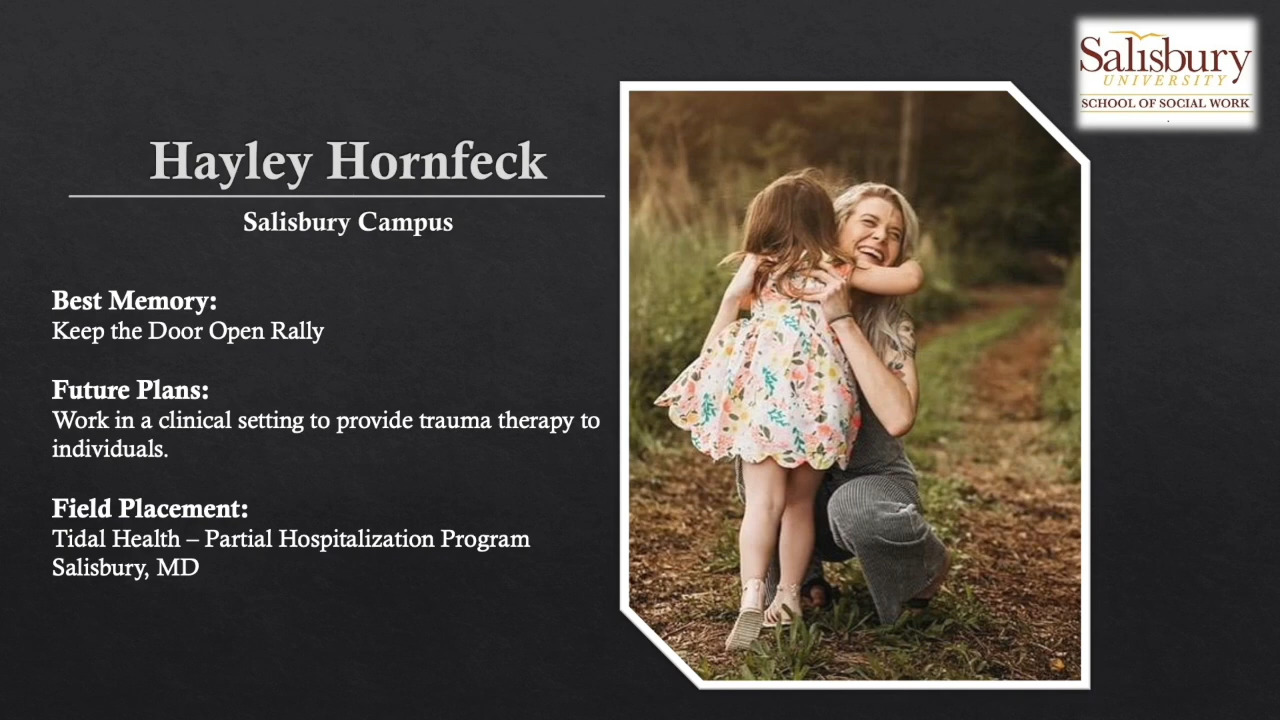 Salisbury
UNIVERSITY
SCHOOL OF SOCIAL WORK
Hayley Hornfeck
Salisbury Campus
Best Memory:
Keep the Door Open Rally
Future Plans:
Work in a clinical setting to provide trauma therapy to
individuals.
Field Placement:
Tidal Health – Partial Hospitalization Program
Salisbury, MD